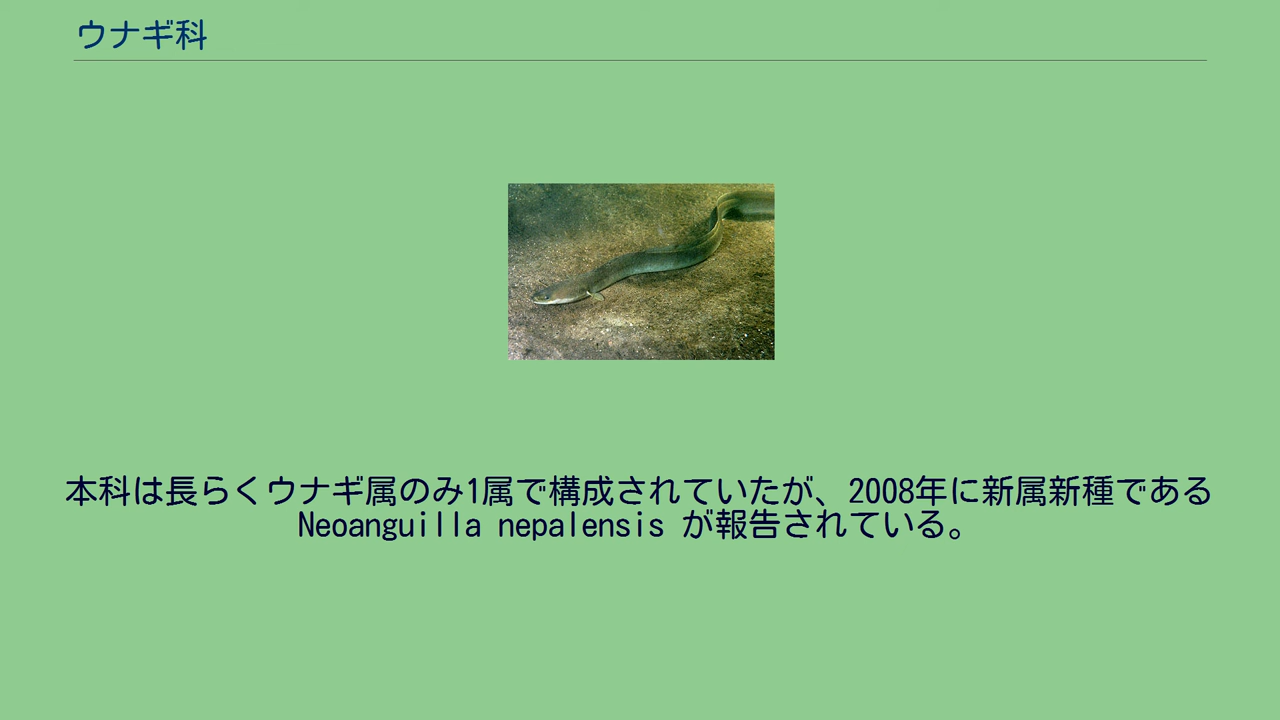 ウナギ科
本科は長らくウナギ属のみ1属で構成されていたが、2008年に新属新種である
Neoanguilla nepalensis が報告されている。